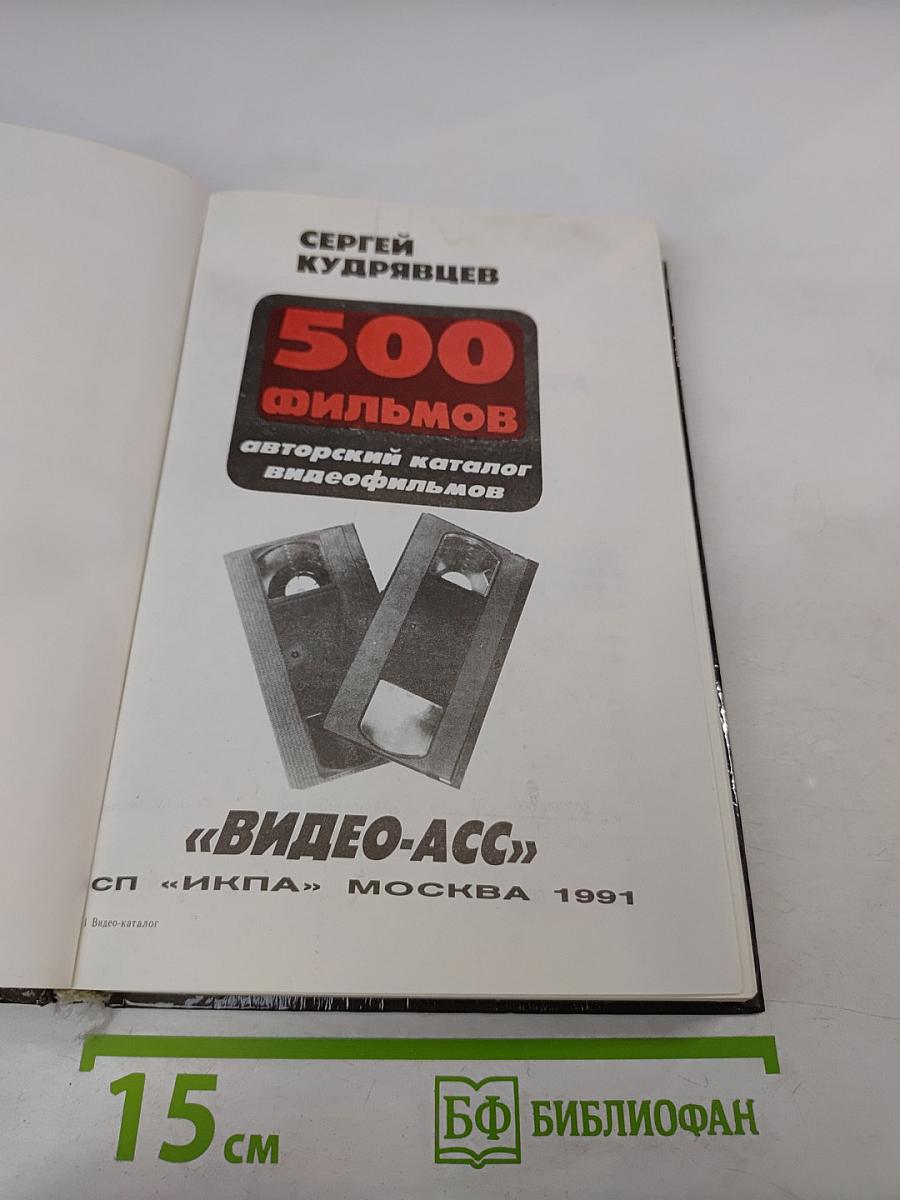 СЕРГЕЙ
КУДРЯВЦЕВ
500
ФИЛЬМОВ
авторский каталог
видеофильмов
«ВИДЕО-АСС»
СП «ИКПА» МОСКВА 1991
1 Видео-каталог
15 см
БФ БИБЛИОФАН